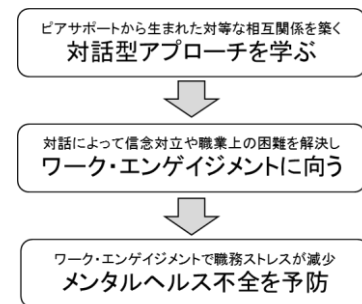 ピアサポートから生まれた対等な相互関係を築く
対話型アプローチを学ぶ
対話によって信念対立や職業上の困難を解決し
ワーク・エンゲイジメントに向う
ワーク・エンゲイジメントで職務ストレスが減少
メンタルヘルス不全を予防